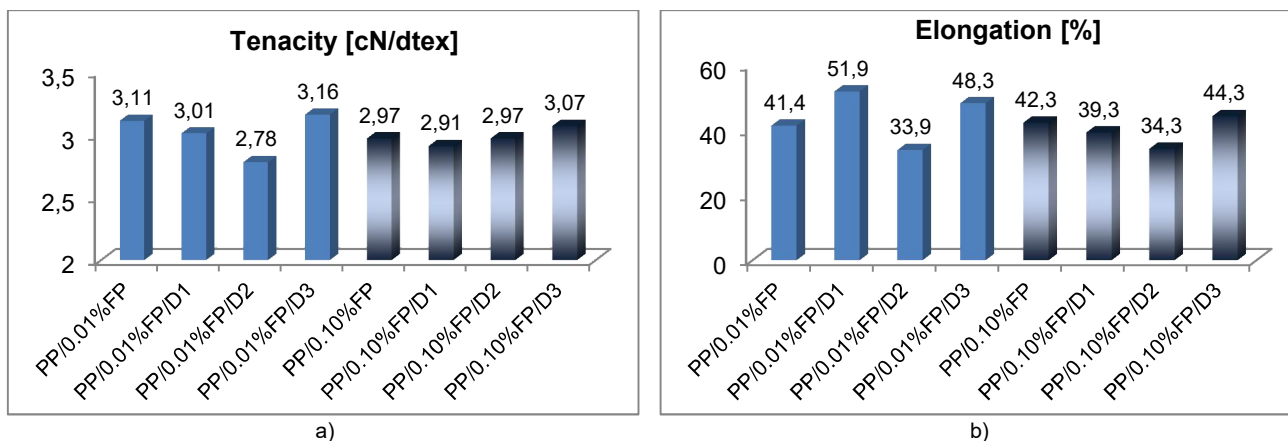 Tenacity [cN/dtex]
3,5
3
2,5
2
3,11
3,01
2,78
3,16
2,97
2,91
2,97
3,07
PP/0.01%FP
PP/0.01%FP/D1
PP/0.01%FP/D2
PP/0.01%FP/D3
PP/0.10%FP
PP/0.10%FP/D1
PP/0.10%FP/D2
PP/0.10%FP/D3
a)
Elongation [%]
60
40
20
0
41,4
51,9
33,9
48,3
42,3
39,3
34,3
44,3
PP/0.01%FP
PP/0.01%FP/D1
PP/0.01%FP/D2
PP/0.01%FP/D3
PP/0.10%FP
PP/0.10%FP/D1
PP/0.10%FP/D2
PP/0.10%FP/D3
b)